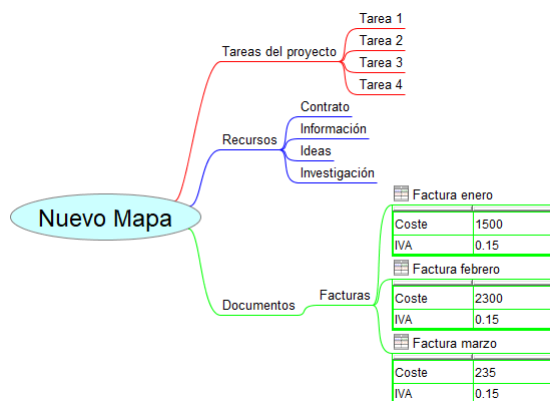 Nuevo Mapa
Tareas del proyecto
Tarea 1
Tarea 2
Tarea 3
Tarea 4
Recursos
Contrato
Información
Ideas
Investigación
Documentos
Facturas
Factura enero
Coste 1500
IVA 0.15
Factura febrero
Coste 2300
IVA 0.15
Factura marzo
Coste 235
IVA 0.15